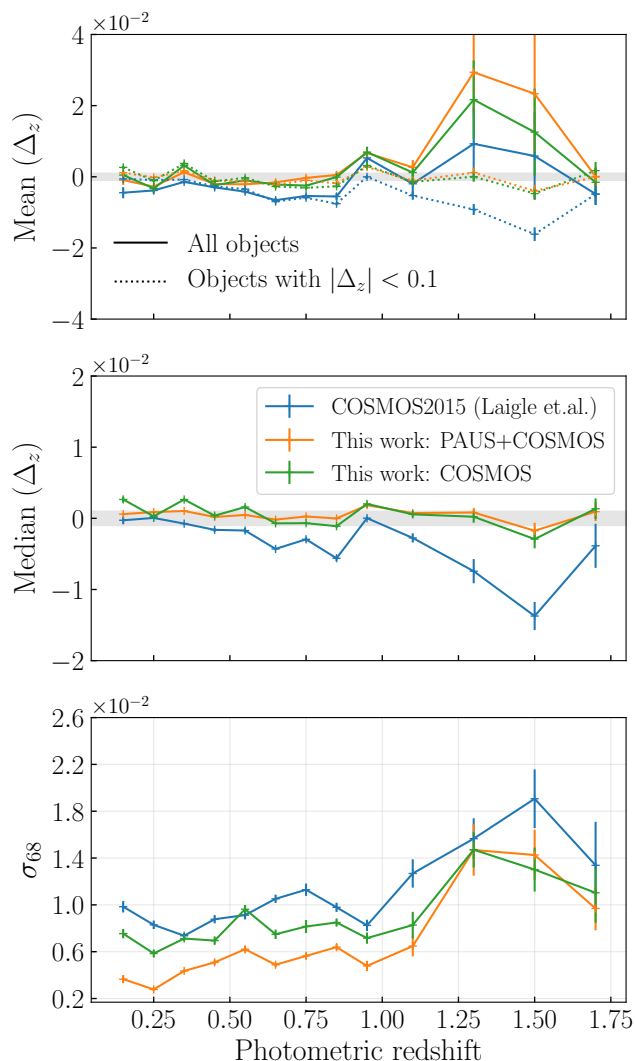 ×10⁻²
4
2
0
−2
−4
Mean (Δ_z)
All objects
Objects with |Δ_z| < 0.1
×10⁻²
2
1
0
−1
−2
Median (Δ_z)
COSMOS2015 (Laigle et.al.)
This work: PAUS+COSMOS
This work: COSMOS
×10⁻²
2.6
2.2
1.8
1.4
1.0
0.6
0.2
σ₆₈
0.25 0.50 0.75 1.00 1.25 1.50 1.75
Photometric redshift